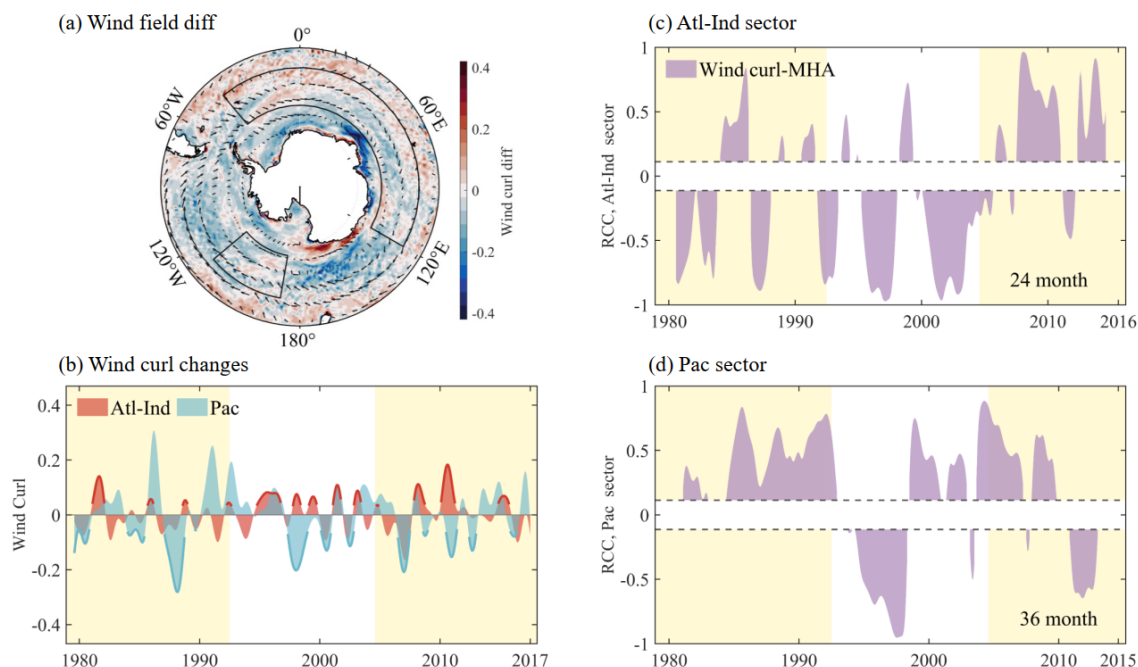 (a) Wind field diff
0°
60°W
60°E
120°W
120°E
180°
0.4
0.2
0
-0.2
-0.4
Wind curl diff
(b) Wind curl changes
Atl-Ind Pac
0.4
0.2
0
-0.2
-0.4
Wind Curl
1980 1990 2000 2010 2017
(c) Atl-Ind sector
Wind curl-MHA
1
0.5
0
-0.5
-1
RCC, Atl-Ind sector
24 month
1980 1990 2000 2010 2016
(d) Pac sector
1
0.5
0
-0.5
-1
RCC, Pac sector
36 month
1980 1990 2000 2010 2015